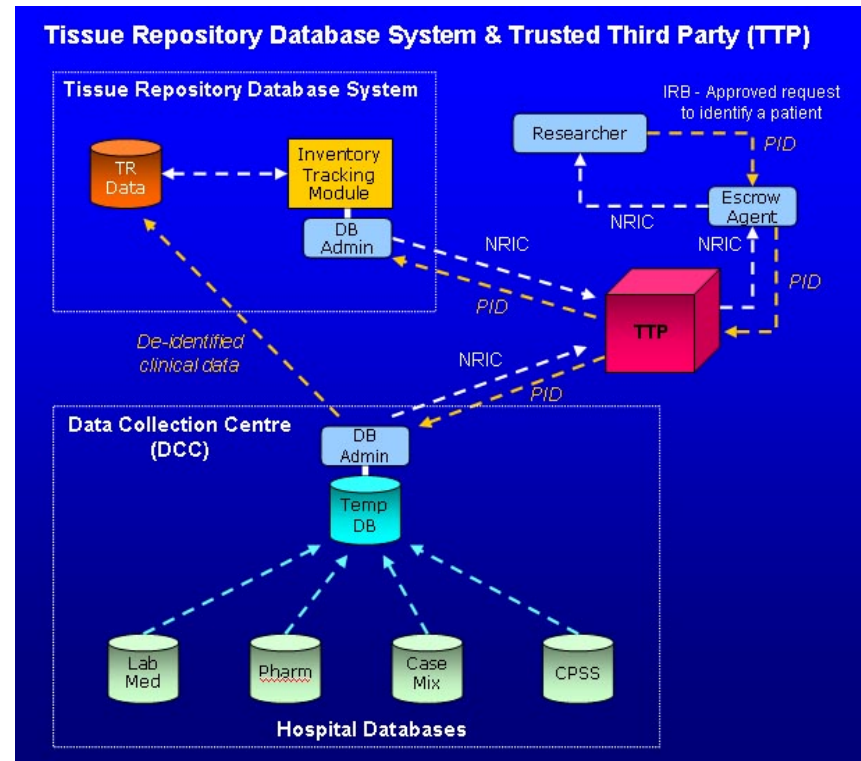 Tissue Repository Database System & Trusted Third Party (TTP)
Tissue Repository Database System
IRB - Approved request
to identify a patient
Researcher
PID
TR
Data
Inventory
Tracking
Module
DB
Admin
Escrow
Agent
NRIC
NRIC
NRIC
PID
PID
TTP
De-identified
clinical data
NRIC
PID
Data Collection Centre
(DCC)
DB
Admin
Temp
DB
Lab
Med
Pharm
Case
Mix
CPSS
Hospital Databases